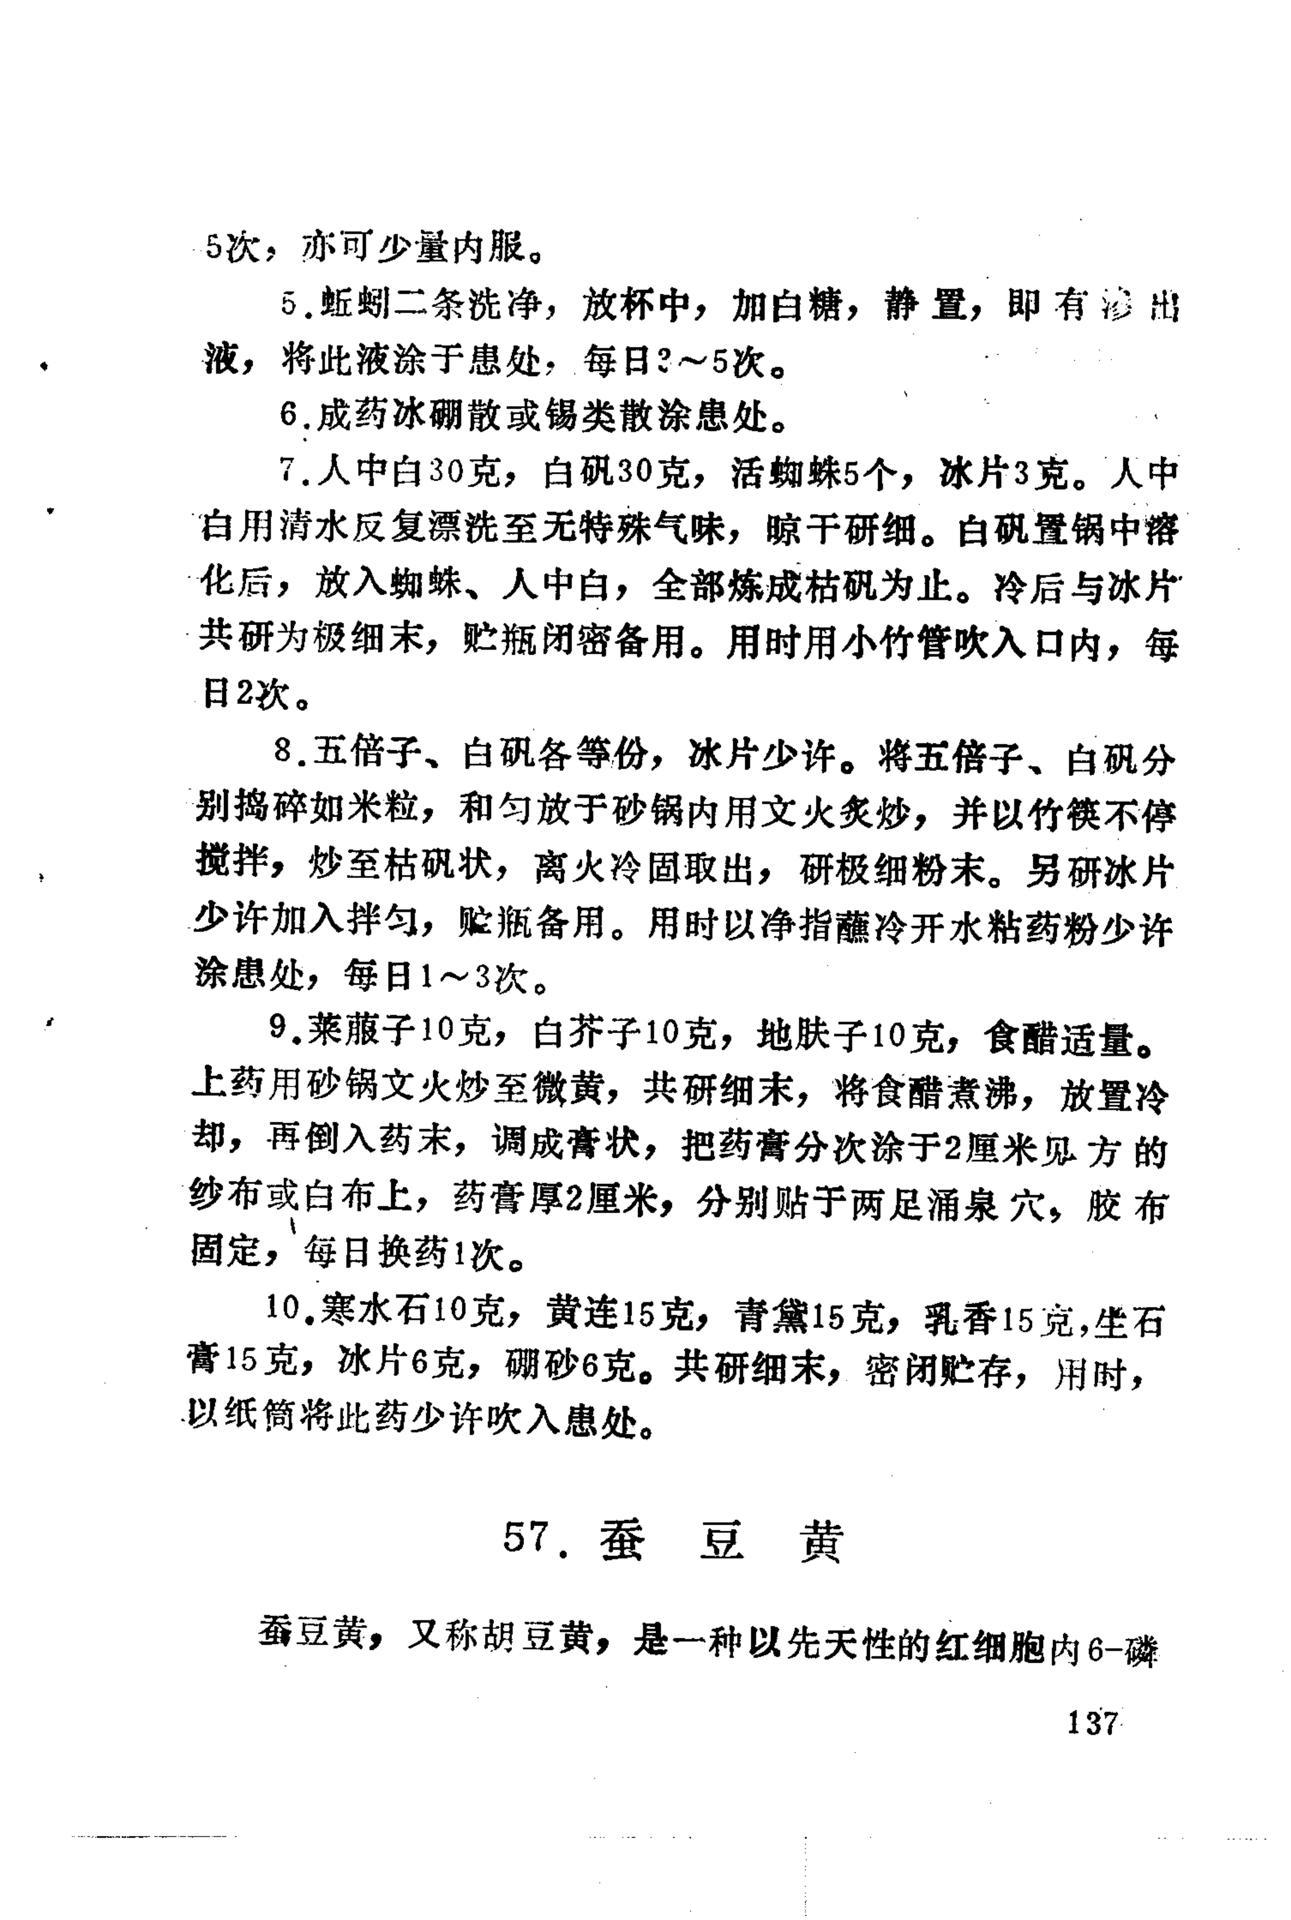 5次，亦可少量内服。
5.蚯蚓二条洗净，放杯中，加白糖，静置，即有渗出
液，将此液涂于患处，每日?～5次。
6.成药冰硼散或锡类散涂患处。
7.人中白30克，白矾30克，活蜘蛛5个，冰片3克。人中
白用清水反复漂洗至无特殊气味，晾干研细。白矾置锅中溶
化后，放入蜘蛛、人中白，全部炼成枯矾为止。冷后与冰片
共研为极细末，贮瓶闭密备用。用时用小竹管吹入口内，每
日2次。
8.五倍子、白矾各等份，冰片少许。将五倍子、白矾分
别捣碎如米粒，和匀放于砂锅内用文火炙炒，并以竹筷不停
搅拌，炒至枯矾状，离火冷固取出，研极细粉末。另研冰片
少许加入拌匀，贮瓶备用。用时以净指蘸冷开水粘药粉少许
涂患处，每日1～3次。
9.莱菔子10克，白芥子10克，地肤子10克，食醋适量。
上药用砂锅文火炒至微黄，共研细末，将食醋煮沸，放置冷
却，再倒入药末，调成膏状，把药膏分次涂于2厘米见方的
纱布或白布上，药膏厚2厘米，分别贴于两足涌泉穴，胶布
固定，每日换药1次。
10.寒水石10克，黄连15克，青黛15克，乳香15克，生石
膏15克，冰片6克，硼砂6克。共研细末，密闭贮存，用时，
以纸筒将此药少许吹入患处。
57.蚕豆黄
蚕豆黄，又称胡豆黄，是一种以先天性的红细胞内6-磷
137